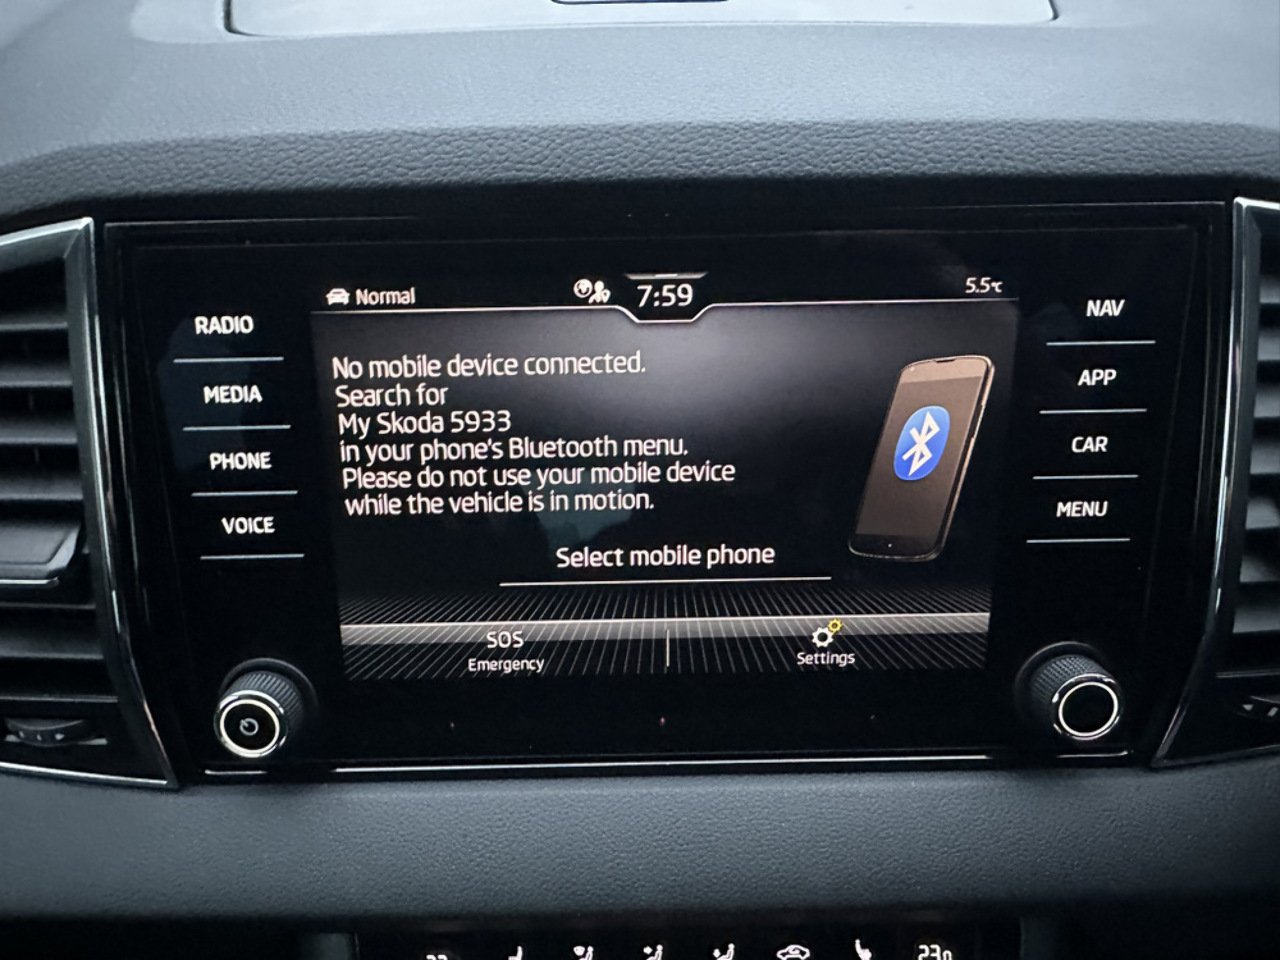 Normal
7:59
5.5°C
RADIO
MEDIA
PHONE
VOICE
No mobile device connected.
Search for
My Skoda 5933
in your phone's Bluetooth menu.
Please do not use your mobile device
while the vehicle is in motion.
Select mobile phone
SOS
Emergency
Settings
NAV
APP
CAR
MENU